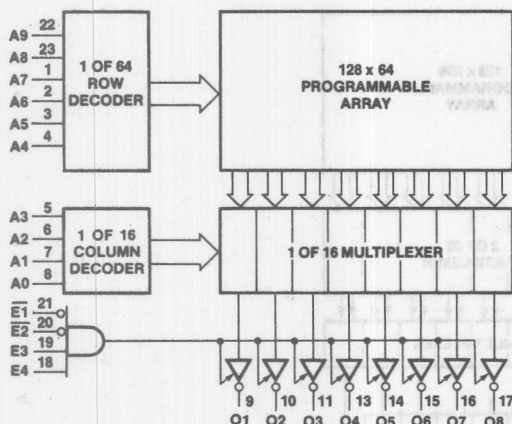 A9 22
A8 23
A7 1
A6 2
A5 3
A4 4
1 OF 64
ROW
DECODER
128 x 64
PROGRAMMABLE
ARRAY
A3 5
A2 6
A1 7
A0 8
1 OF 16
COLUMN
DECODER
1 OF 16 MULTIPLEXER
E1 21
E2 20
E3 19
E4 18
9 10 11 13 14 15 16 17
O1 O2 O3 O4 O5 O6 O7 O8